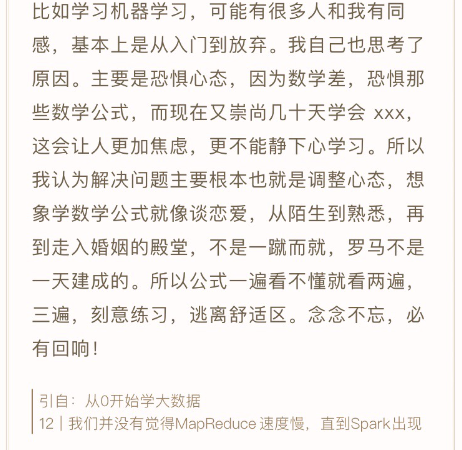 比如学习机器学习，可能有很多人和我有同
感，基本上是从入门到放弃。我自己也思考了
原因。主要是恐惧心态，因为数学差，恐惧那
些数学公式，而现在又崇尚几十天学会 xxx，
这会让人更加焦虑，更不能静下心学习。所以
我认为解决问题主要根本也就是调整心态，想
象学数学公式就像谈恋爱，从陌生到熟悉，再
到走入婚姻的殿堂，不是一蹴而就，罗马不是
一天建成的。所以公式一遍看不懂就看两遍，
三遍，刻意练习，逃离舒适区。念念不忘，必
有回响！
引自：从0开始学大数据
12｜我们并没有觉得MapReduce 速度慢，直到Spark出现